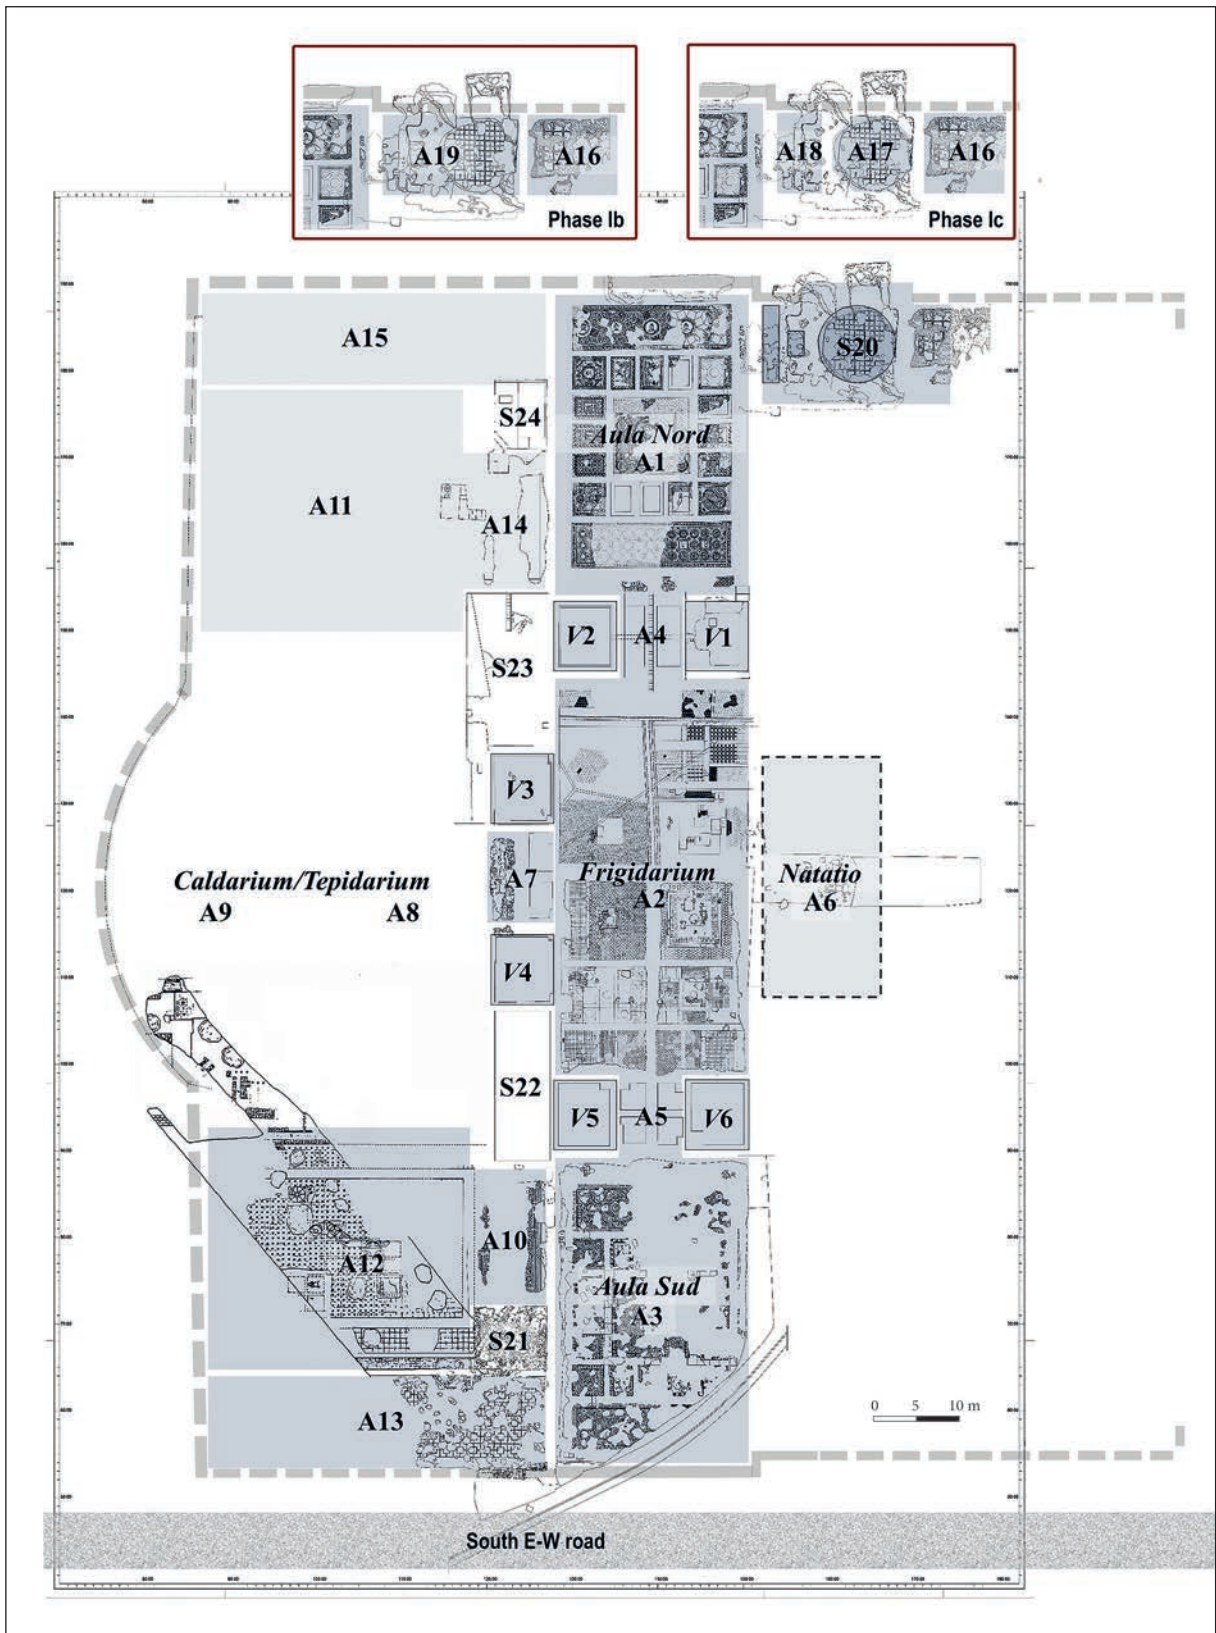 A19
A16
Phase Ib
A18
A17
A16
Phase Ic
A15
S20
S24
Aula Nord
A1
A11
A14
V2
A4
V1
S23
V3
Caldarium/Tepidarium
A9
A8
A7
Frigidarium
A2
Natatio
A6
V4
S22
V5
A5
V6
A10
A12
Aula Sud
A3
S21
A13
0 5 10 m
South E-W road